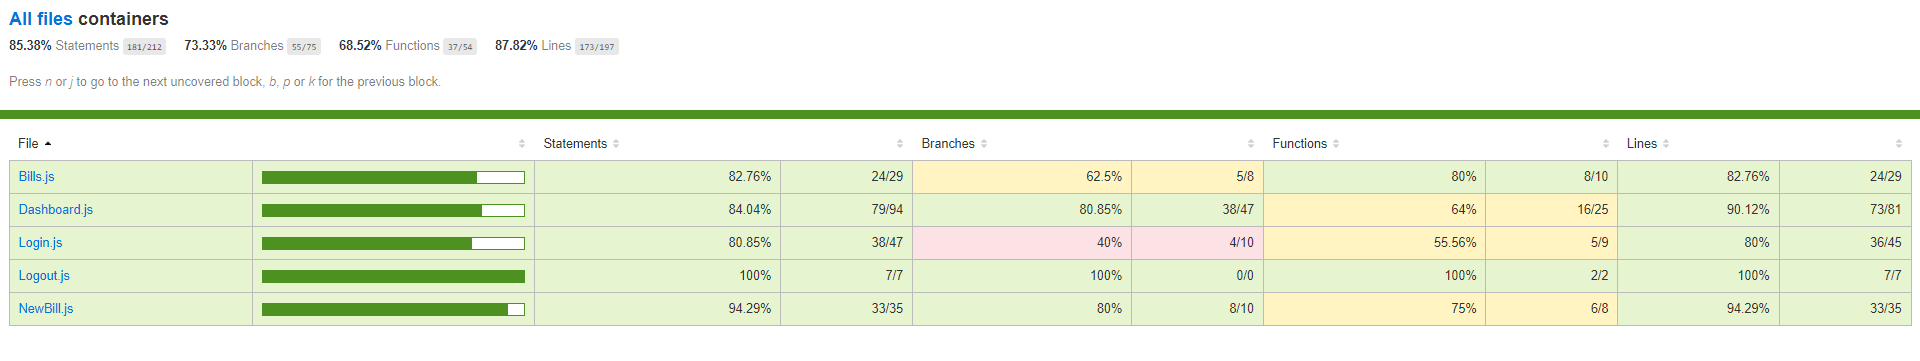 All files containers
85.38% Statements 181/212 73.33% Branches 55/75 68.52% Functions 37/54 87.82% Lines 173/197
Press n or j to go to the next uncovered block, b, p or k for the previous block.
File Statements Branches Functions Lines
Bills.js 82.76% 24/29 62.5% 5/8 80% 8/10 82.76% 24/29
Dashboard.js 84.04% 79/94 80.85% 38/47 64% 16/25 90.12% 73/81
Login.js 80.85% 38/47 40% 4/10 55.56% 5/9 80% 36/45
Logout.js 100% 7/7 100% 0/0 100% 2/2 100% 7/7
NewBill.js 94.29% 33/35 80% 8/10 75% 6/8 94.29% 33/35